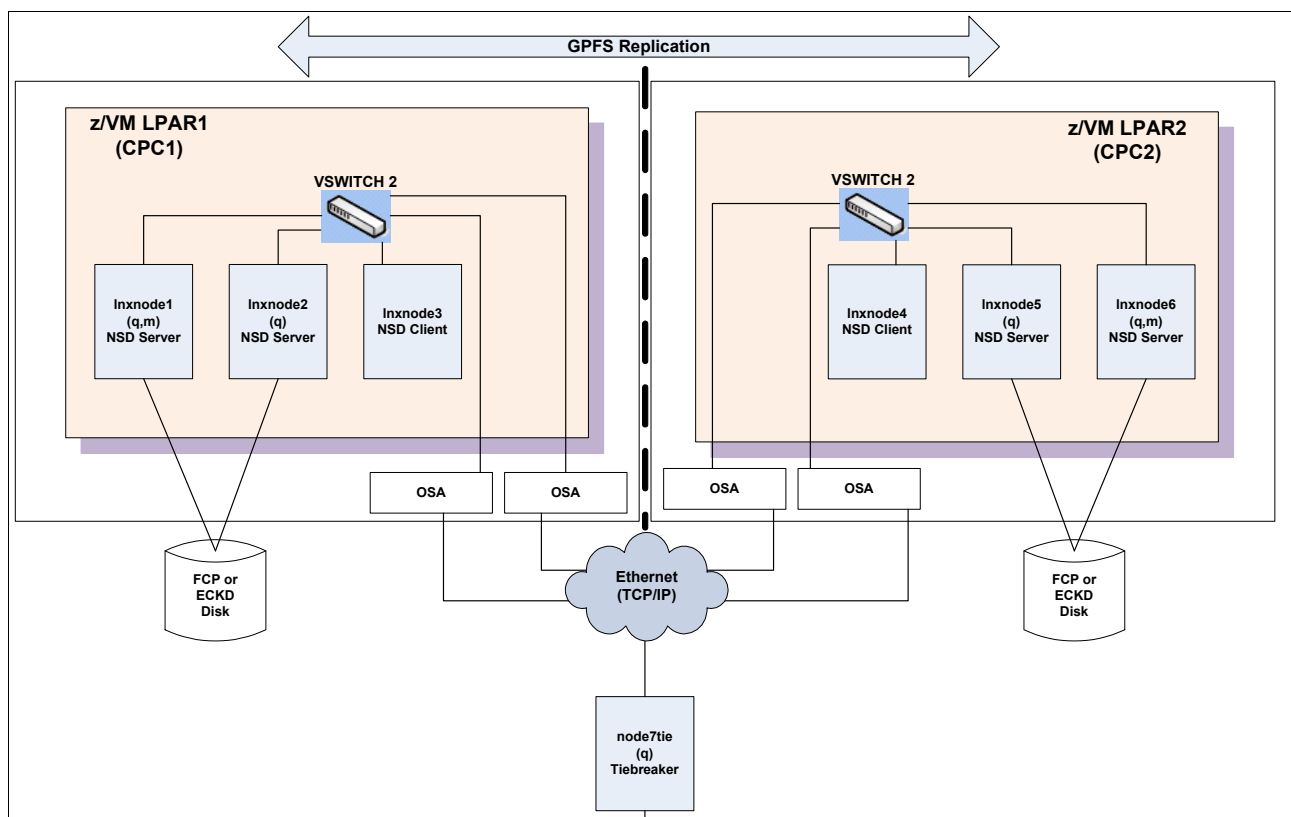 GPFS Replication
z/VM LPAR1
(CPC1)
VSWITCH 2
lnxnode1
(q,m)
NSD Server
lnxnode2
(q)
NSD Server
lnxnode3
NSD Client
OSA
OSA
FCP or
ECKD
Disk
z/VM LPAR2
(CPC2)
VSWITCH 2
lnxnode4
NSD Client
lnxnode5
(q)
NSD Server
lnxnode6
(q,m)
NSD Server
OSA
OSA
FCP or
ECKD
Disk
Ethernet
(TCP/IP)
node7tie
(q)
Tiebreaker